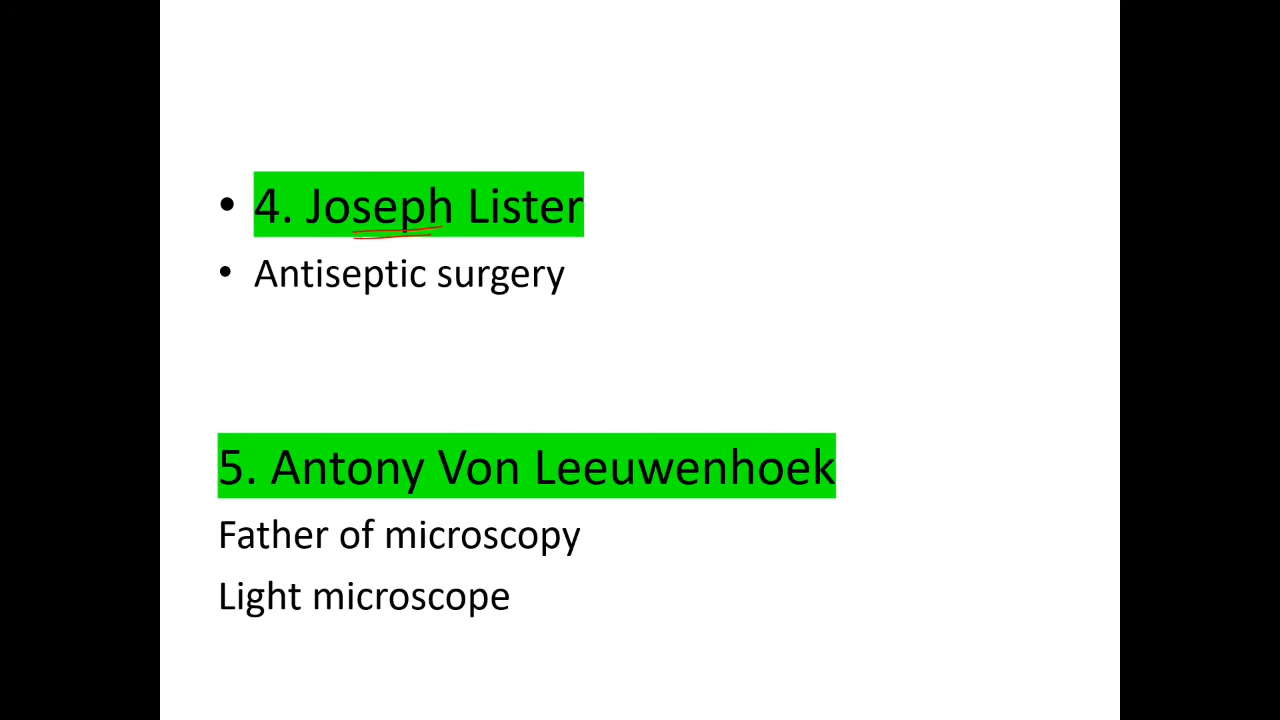 • 4. Joseph Lister
• Antiseptic surgery
5. Antony Von Leeuwenhoek
Father of microscopy
Light microscope